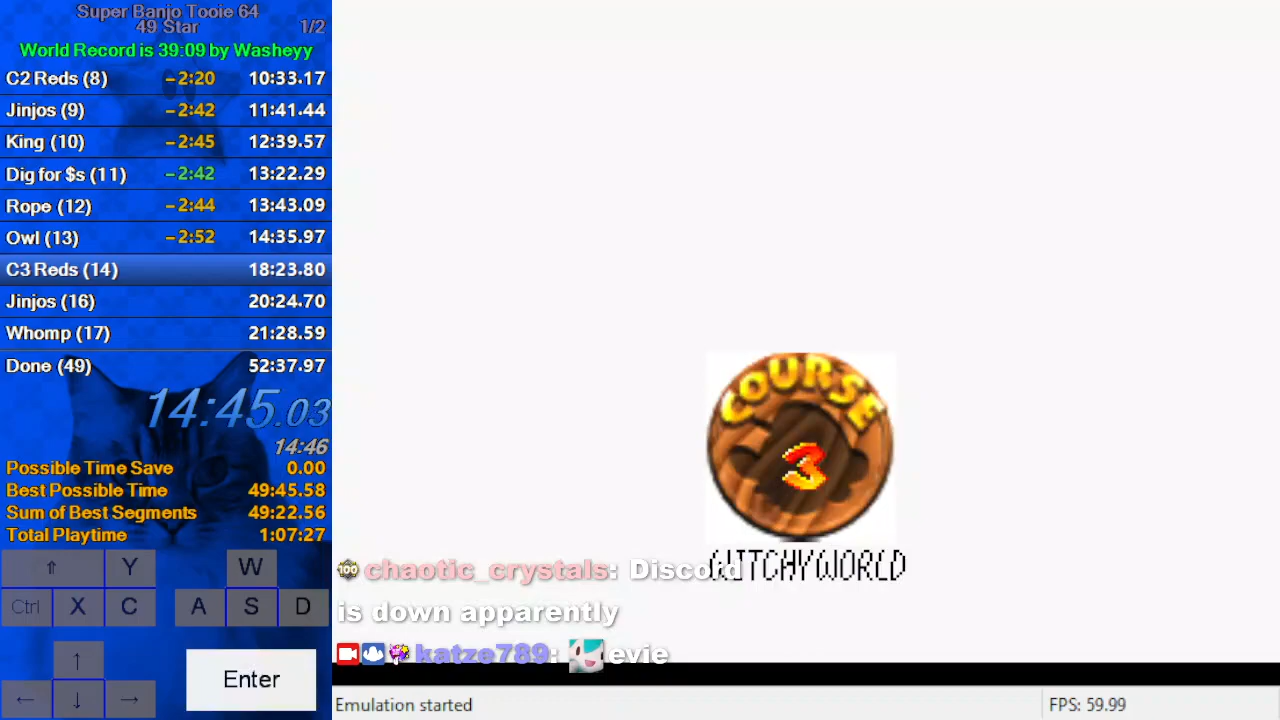 Super Banjo Tooie 64
49 Star 1/2
World Record is 39:09 by Washeyy
C2 Reds (8) -2:20 10:33.17
Jinjos (9) -2:42 11:41.44
King (10) -2:45 12:39.57
Dig for $s (11) -2:42 13:22.29
Rope (12) -2:44 13:43.09
Owl (13) -2:52 14:35.97
C3 Reds (14) 18:23.80
Jinjos (16) 20:24.70
Whomp (17) 21:28.59
Done (49) 52:37.97
14:45.03
14:46
Possible Time Save 0.00
Best Possible Time 49:45.58
Sum of Best Segments 49:22.56
Total Playtime 1:07:27
⇑ Y W
Ctrl X C A S D
↑
← ↓ → Enter
COURSE
3
WITCHYWORLD
100 chaotic_crystals: Discord
is down apparently
katze789: evie
Emulation started FPS: 59.99